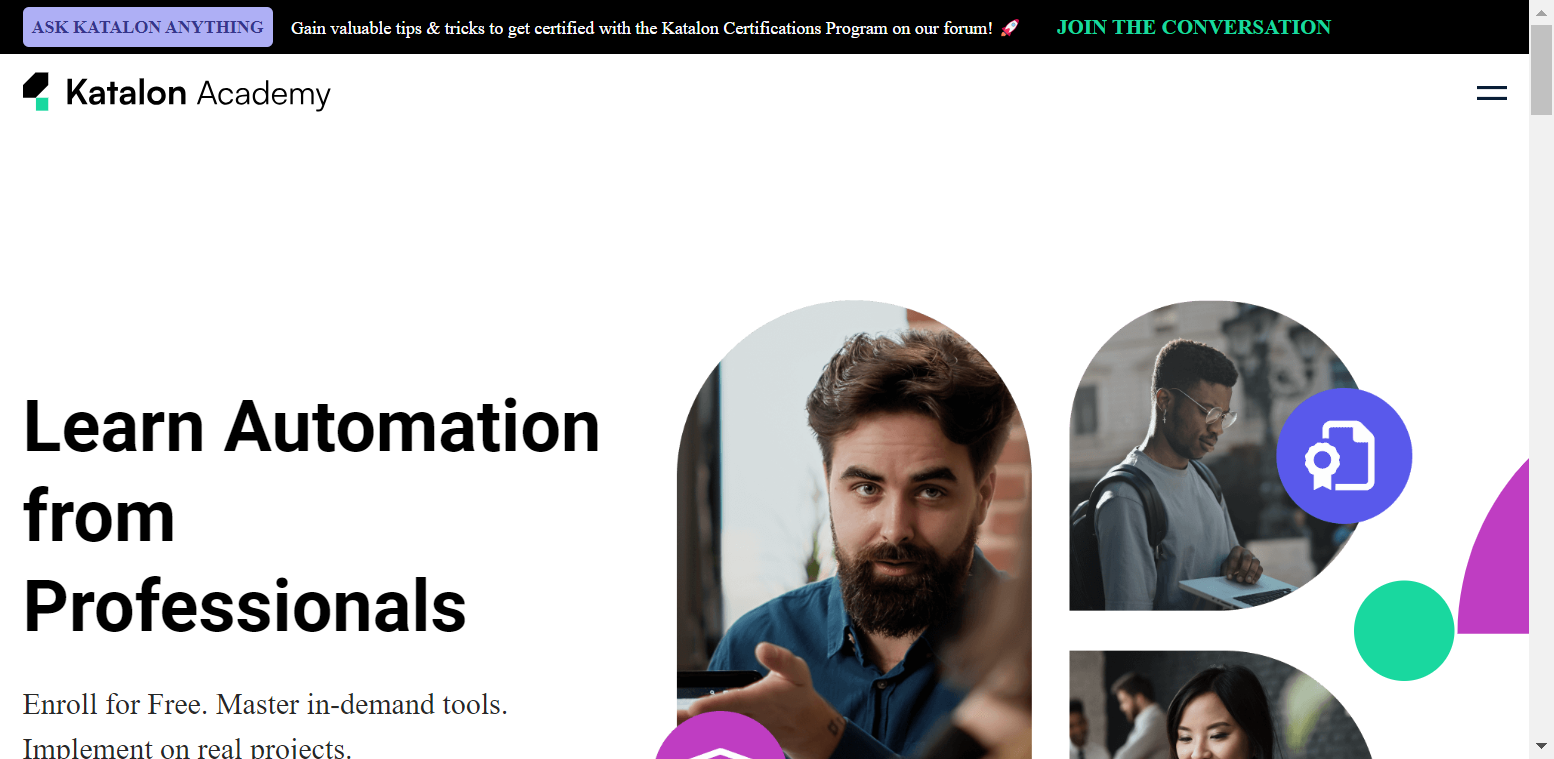 ASK KATALON ANYTHING Gain valuable tips & tricks to get certified with the Katalon Certifications Program on our forum! 🚀 JOIN THE CONVERSATION
Katalon Academy
Learn Automation
from
Professionals
Enroll for Free. Master in-demand tools.
Implement on real projects.